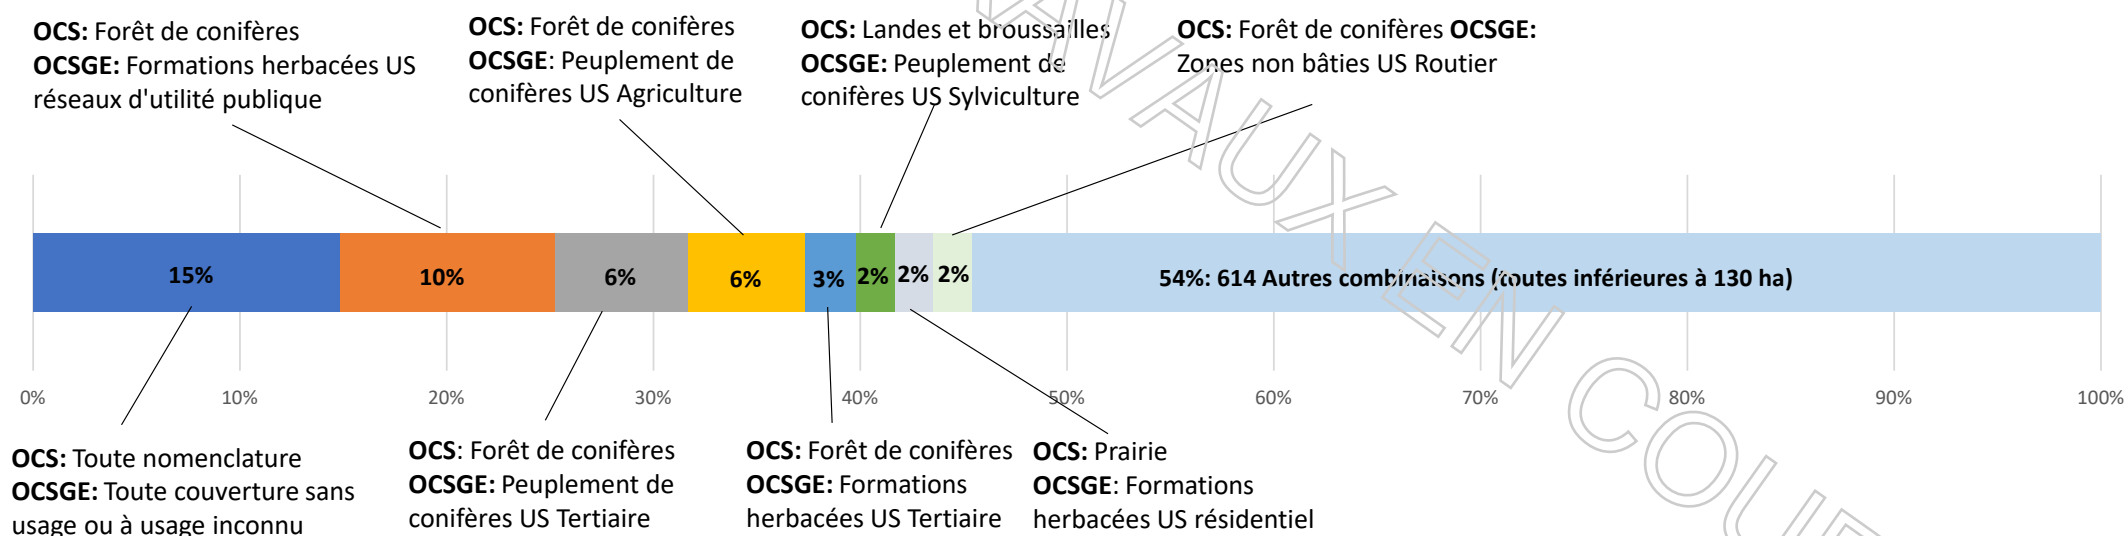 OCS: Forêt de conifères
OCSGE: Formations herbacées US
réseaux d'utilité publique
OCS: Forêt de conifères
OCSGE: Peuplement de
conifères US Agriculture
OCS: Landes et broussailles
OCSGE: Peuplement de
conifères US Sylviculture
OCS: Forêt de conifères OCSGE:
Zones non bâties US Routier
15%
10%
6%
6%
3%
2%
2%
2%
54%: 614 Autres combinaisons (toutes inférieures à 130 ha)
0%
10%
20%
30%
40%
50%
60%
70%
80%
90%
100%
OCS: Toute nomenclature
OCSGE: Toute couverture sans
usage ou à usage inconnu
OCS: Forêt de conifères
OCSGE: Peuplement de
conifères US Tertiaire
OCS: Forêt de conifères
OCSGE: Formations
herbacées US Tertiaire
OCS: Prairie
OCSGE: Formations
herbacées US résidentiel
AVAUX EN COU